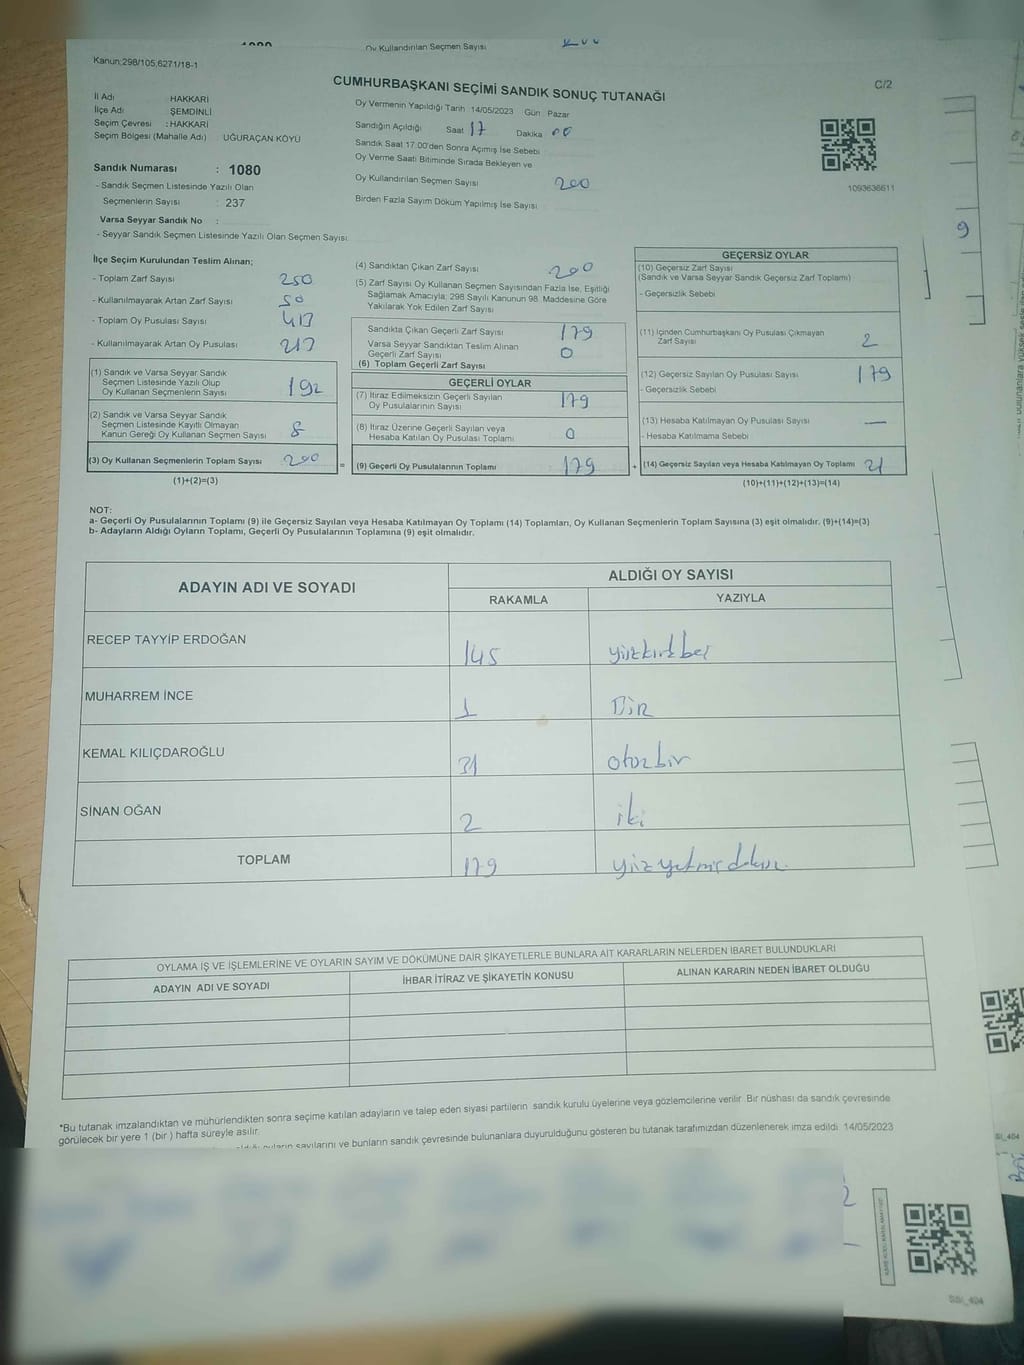 Oy Kullandırılan Seçmen Sayısı
Kanun:298/105,6271/18-1
CUMHURBAŞKANI SEÇİMİ SANDIK SONUÇ TUTANAĞI
C/2
İl Adı : HAKKARİ
İlçe Adı : ŞEMDİNLİ
Seçim Çevresi : HAKKARİ
Seçim Bölgesi (Mahalle Adı) : UĞURAÇAN KÖYÜ
Oy Vermenin Yapıldığı Tarih 14/05/2023 Gün Pazar
Sandığın Açıldığı Saat 17 Dakika 00
Sandık Saat 17:00'den Sonra Açımış İse Sebebi
Oy Verme Saati Bitiminde Sırada Bekleyen ve
Oy Kullandırılan Seçmen Sayısı 200
Birden Fazla Sayım Döküm Yapılmış İse Sayısı
1093636611
Sandık Numarası : 1080
- Sandık Seçmen Listesinde Yazılı Olan
Seçmenlerin Sayısı : 237
Varsa Seyyar Sandık No :
- Seyyar Sandık Seçmen Listesinde Yazılı Olan Seçmen Sayısı
İlçe Seçim Kurulundan Teslim Alınan;
- Toplam Zarf Sayısı 250
- Kullanılmayarak Artan Zarf Sayısı 50
- Toplam Oy Pusulası Sayısı 413
- Kullanılmayarak Artan Oy Pusulası 213
(1) Sandık ve Varsa Seyyar Sandık
Seçmen Listesinde Yazılı Olup
Oy Kullanan Seçmenlerin Sayısı 192
(2) Sandık ve Varsa Seyyar Sandık
Seçmen Listesinde Kayıtlı Olmayan
Kanun Gereği Oy Kullanan Seçmen Sayısı 8
(3) Oy Kullanan Seçmenlerin Toplam Sayısı 200
(1)+(2)=(3)
(4) Sandıktan Çıkan Zarf Sayısı 200
(5) Zarf Sayısı Oy Kullanan Seçmen Sayısından Fazla İse, Eşitliği
Sağlamak Amacıyla; 298 Sayılı Kanunun 98. Maddesine Göre
Yakılarak Yok Edilen Zarf Sayısı
Sandıkta Çıkan Geçerli Zarf Sayısı 179
Varsa Seyyar Sandıktan Teslim Alınan
Geçerli Zarf Sayısı 0
(6) Toplam Geçerli Zarf Sayısı
GEÇERLİ OYLAR
(7) İtiraz Edilmeksizin Geçerli Sayılan
Oy Pusulalarının Sayısı 179
(8) İtiraz Üzerine Geçerli Sayılan veya
Hesaba Katılan Oy Pusulası Toplamı 0
= (9) Geçerli Oy Pusulalarının Toplamı 179
GEÇERSİZ OYLAR
(10) Geçersiz Zarf Sayısı
(Sandık ve Varsa Seyyar Sandık Geçersiz Zarf Toplamı)
- Geçersizlik Sebebi
(11) İçinden Cumhurbaşkanı Oy Pusulası Çıkmayan
Zarf Sayısı 2
(12) Geçersiz Sayılan Oy Pusulası Sayısı 179
- Geçersizlik Sebebi
(13) Hesaba Katılmayan Oy Pusulası Sayısı —
- Hesaba Katılmama Sebebi
+ (14) Geçersiz Sayılan veya Hesaba Katılmayan Oy Toplamı 21
(10)+(11)+(12)+(13)=(14)
NOT:
a- Geçerli Oy Pusulalarının Toplamı (9) ile Geçersiz Sayılan veya Hesaba Katılmayan Oy Toplamı (14) Toplamları, Oy Kullanan Seçmenlerin Toplam Sayısına (3) eşit olmalıdır. (9)+(14)=(3)
b- Adayların Aldığı Oyların Toplamı, Geçerli Oy Pusulalarının Toplamına (9) eşit olmalıdır.
ADAYIN ADI VE SOYADI
ALDIĞI OY SAYISI
RAKAMLA YAZIYLA
RECEP TAYYİP ERDOĞAN 145 yüzkırkbeş
MUHARREM İNCE 1 Bir
KEMAL KILIÇDAROĞLU 31 otuzbir
SİNAN OĞAN 2 iki
TOPLAM 179 yüzyetmişdokuz
OYLAMA İŞ VE İŞLEMLERİNE VE OYLARIN SAYIM VE DÖKÜMÜNE DAİR ŞİKAYETLERLE BUNLARA AİT KARARLARIN NELERDEN İBARET BULUNDUKLARI
ADAYIN ADI VE SOYADI
İHBAR İTİRAZ VE ŞİKAYETİN KONUSU
ALINAN KARARIN NEDEN İBARET OLDUĞU
*Bu tutanak imzalandıktan ve mühürlendikten sonra seçime katılan adayların ve talep eden siyasi partilerin sandık kurulu üyelerine veya gözlemcilerine verilir. Bir nüshası da sandık çevresinde
görülecek bir yere 1 (bir) hafta süreyle asılır.
oyların sayılarını ve bunların sandık çevresinde bulunanlara duyurulduğunu gösteren bu tutanak tarafımızdan düzenlenerek imza edildi. 14/05/2023
SSİ_404